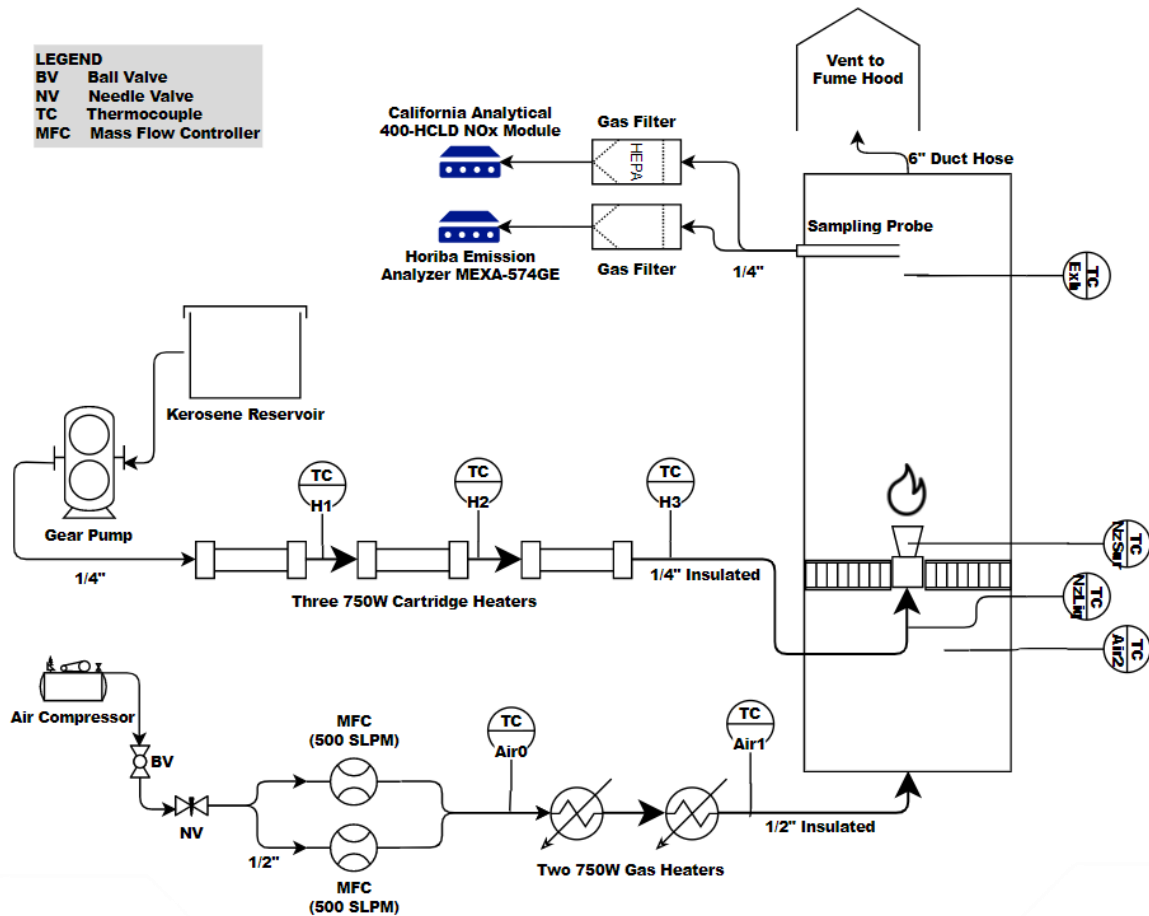 LEGEND
BV Ball Valve
NV Needle Valve
TC Thermocouple
MFC Mass Flow Controller
Vent to
Fume Hood
California Analytical
400-HCLD NOx Module
Gas Filter
HEPA
6" Duct Hose
Sampling Probe
Horiba Emission
Analyzer MEXA-574GE
Gas Filter
1/4"
TC
Exh
Kerosene Reservoir
Gear Pump
1/4"
TC
H1
TC
H2
TC
H3
Three 750W Cartridge Heaters
1/4" Insulated
TC
NzSurf
TC
NzLiq
TC
Air2
Air Compressor
BV
NV
1/2"
MFC
(500 SLPM)
MFC
(500 SLPM)
TC
Air0
TC
Air1
Two 750W Gas Heaters
1/2" Insulated